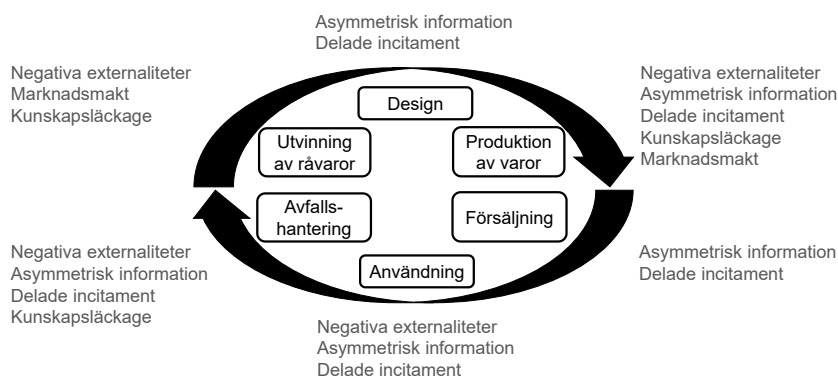 Asymmetrisk information
Delade incitament
Negativa externaliteter
Marknadsmakt
Kunskapsläckage
Negativa externaliteter
Asymmetrisk information
Delade incitament
Kunskapsläckage
Marknadsmakt
Design
Utvinning
av råvaror
Produktion
av varor
Avfalls-
hantering
Försäljning
Användning
Negativa externaliteter
Asymmetrisk information
Delade incitament
Kunskapsläckage
Asymmetrisk information
Delade incitament
Negativa externaliteter
Asymmetrisk information
Delade incitament